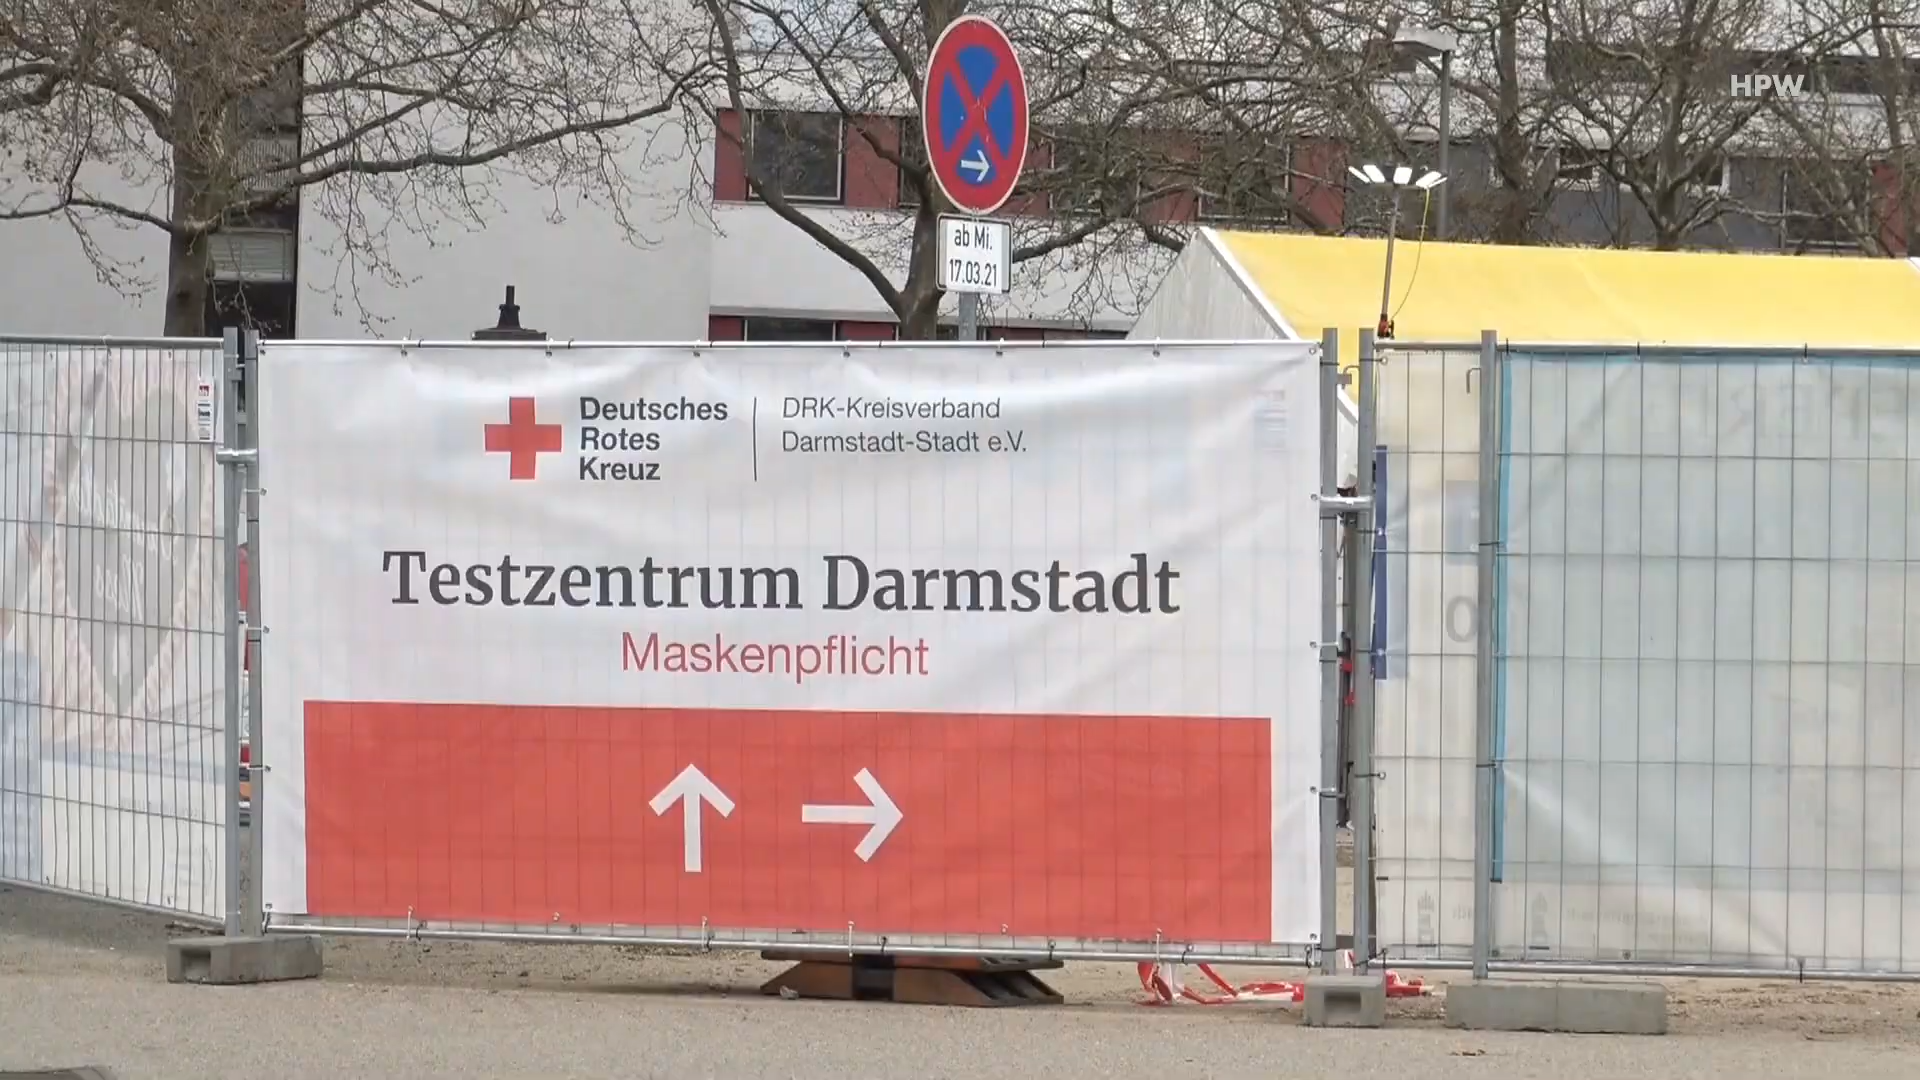 HPW
ab Mi.
17.03.21
Deutsches
Rotes
Kreuz
DRK-Kreisverband
Darmstadt-Stadt e.V.
Testzentrum Darmstadt
Maskenpflicht